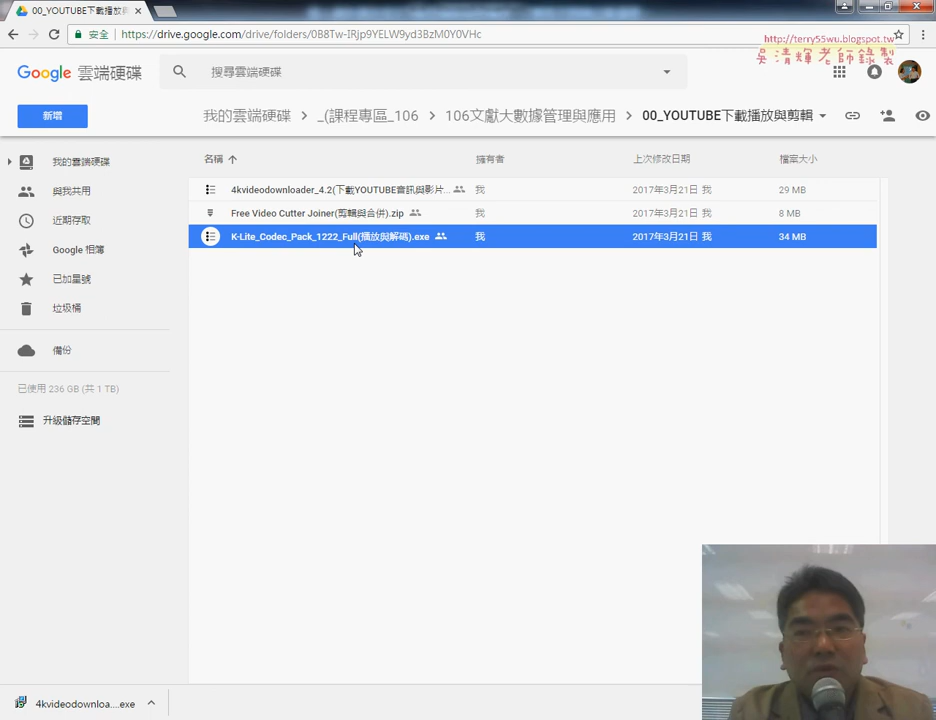 00_YOUTUBE下載播放與
安全
https://drive.google.com/drive/folders/0B8Tw-IRjp9YELW9yd3BzM0Y0VHc
http://terry55wu.blogspot.tw
吳清輝老師錄製
Google 雲端硬碟
搜尋雲端硬碟
新增
我的雲端硬碟 > _(課程專區_106 > 106文獻大數據管理與應用 > 00_YOUTUBE下載播放與剪輯
我的雲端硬碟
與我共用
近期存取
Google 相簿
已加星號
垃圾桶
備份
已使用 236 GB (共 1 TB)
升級儲存空間
名稱 擁有者 上次修改日期 檔案大小
4kvideodownloader_4.2(下載YOUTUBE音訊與影片... 我 2017年3月21日 我 29 MB
Free Video Cutter Joiner(剪輯與合併).zip 我 2017年3月21日 我 8 MB
K-Lite_Codec_Pack_1222_Full(播放與解碼).exe 我 2017年3月21日 我 34 MB
4kvideodownloa....exe